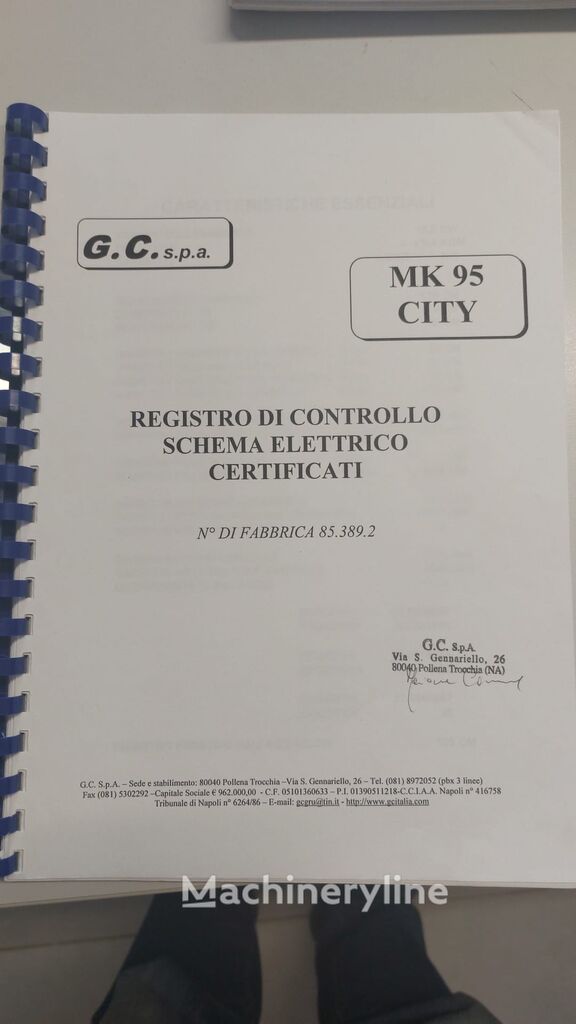 G.C. s.p.a.
MK 95
CITY
REGISTRO DI CONTROLLO
SCHEMA ELETTRICO
CERTIFICATI
N° DI FABBRICA 85.389.2
G.C. S.p.A.
Via S. Gennariello, 26
80040 Pollena Trocchia (NA)
G.C. S.p.A. – Sede e stabilimento: 80040 Pollena Trocchia –Via S. Gennariello, 26 – Tel. (081) 8972052 (pbx 3 linee)
Fax (081) 5302292 –Capitale Sociale € 962.000,00 - C.F. 05101360633 – P.I. 01390511218-C.C.I.A.A. Napoli n° 416758
Tribunale di Napoli n° 6264/86 – E-mail: gcgru@tin.it - http://www.gcitalia.com
Machineryline